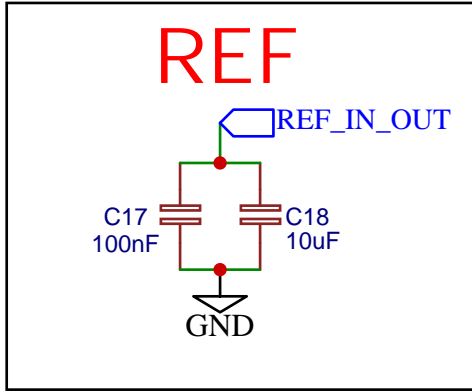 REF
REF_IN_OUT
C17
100nF
C18
10uF
GND